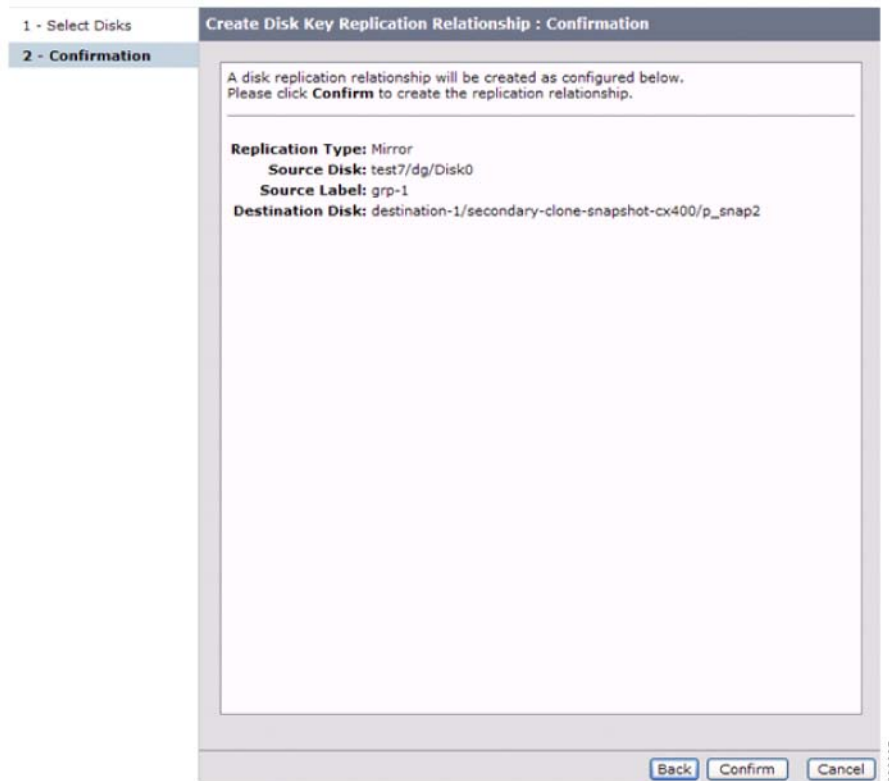 1 - Select Disks
2 - Confirmation
Create Disk Key Replication Relationship : Confirmation
A disk replication relationship will be created as configured below.
Please click Confirm to create the replication relationship.
Replication Type: Mirror
Source Disk: test7/dg/Disk0
Source Label: grp-1
Destination Disk: destination-1/secondary-clone-snapshot-cx400/p_snap2
Back Confirm Cancel